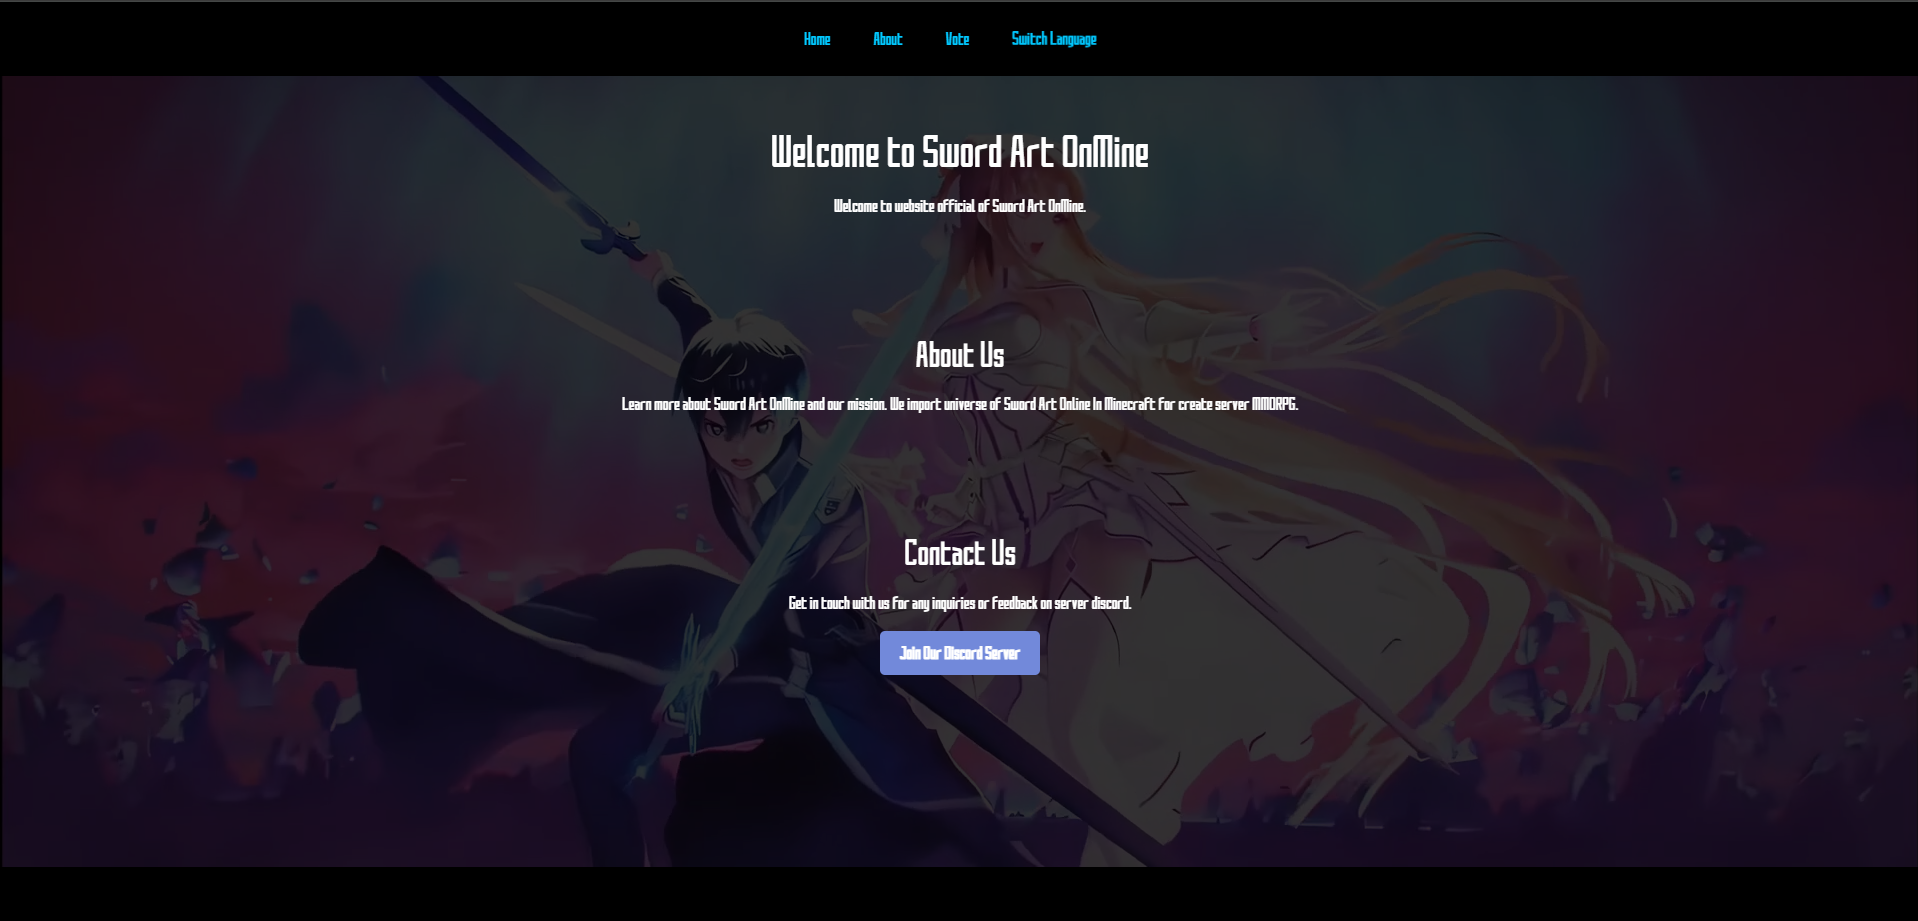 Home About Vote Switch Language
Welcome to Sword Art OnMine
Welcome to website official of Sword Art OnMine.
About Us
Learn more about Sword Art OnMine and our mission. We import universe of Sword Art Online In Minecraft for create server MMORPG.
Contact Us
Get in touch with us for any inquiries or feedback on server discord.
Join Our Discord Server